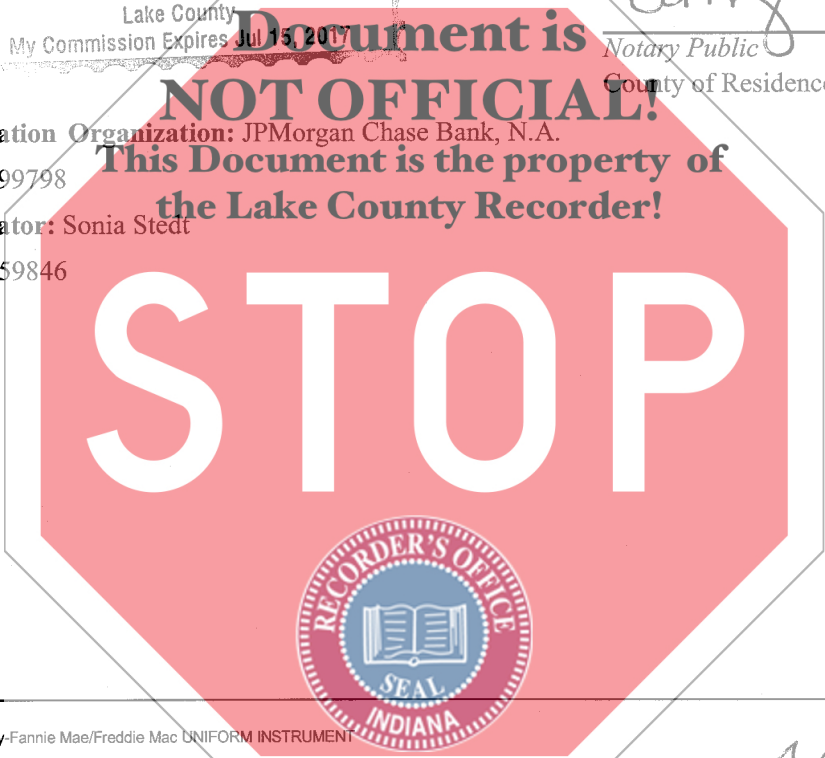 Lake County
My Commission Expires Jul 15, 2017
Document is
Notary Public
NOT OFFICIAL!
County of Residence
ation Organization: JPMorgan Chase Bank, N.A.
This Document is the property of
99798
the Lake County Recorder!
ator: Sonia Stedt
59846
STOP
RECORDER'S OFFICE
SEAL
INDIANA
y-Fannie Mae/Freddie Mac UNIFORM INSTRUMENT